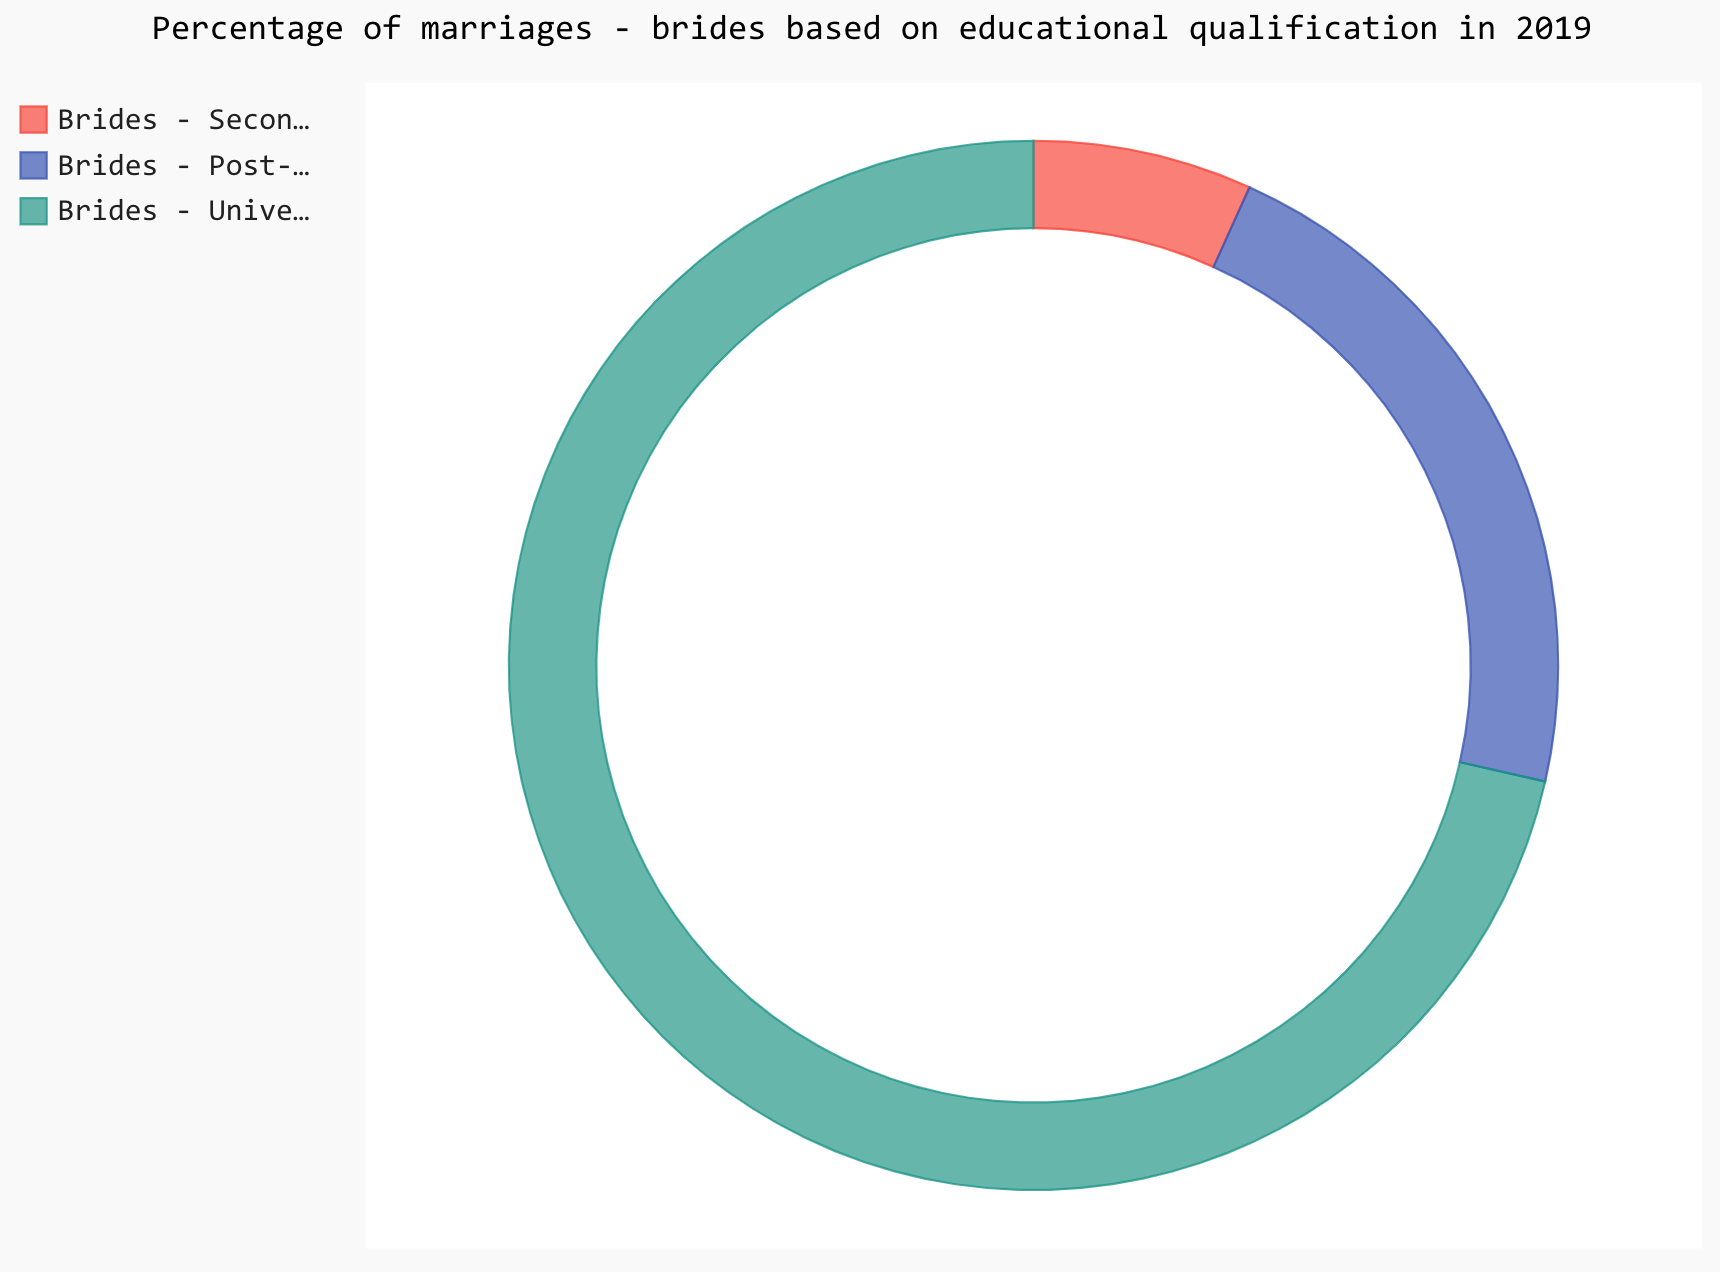 Percentage of marriages - brides based on educational qualification in 2019
Brides - Secon…
Brides - Post-…
Brides - Unive…